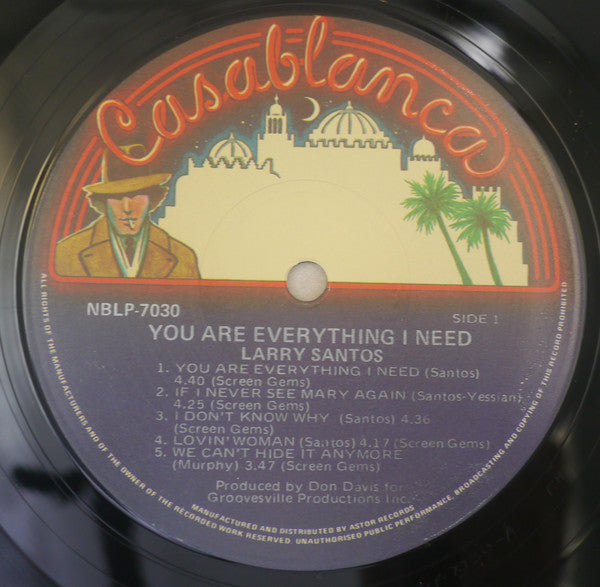 Casablanca
NBLP-7030
SIDE 1
YOU ARE EVERYTHING I NEED
LARRY SANTOS
1. YOU ARE EVERYTHING I NEED (Santos)
4.40 (Screen Gems)
2. IF I NEVER SEE MARY AGAIN (Santos-Yessian)
4.25 (Screen Gems)
3. I DON'T KNOW WHY (Santos) 4.36
(Screen Gems)
4. LOVIN' WOMAN (Santos) 4.17 (Screen Gems)
5. WE CAN'T HIDE IT ANYMORE
(Murphy) 3.47 (Screen Gems)
Produced by Don Davis for
Groovesville Productions Inc.
MANUFACTURED AND DISTRIBUTED BY ASTOR RECORDS
ALL RIGHTS OF THE MANUFACTURERS AND OF THE OWNER OF THE RECORDED WORK RESERVED. UNAUTHORISED PUBLIC PERFORMANCE, BROADCASTING AND COPYING OF THIS RECORD PROHIBITED